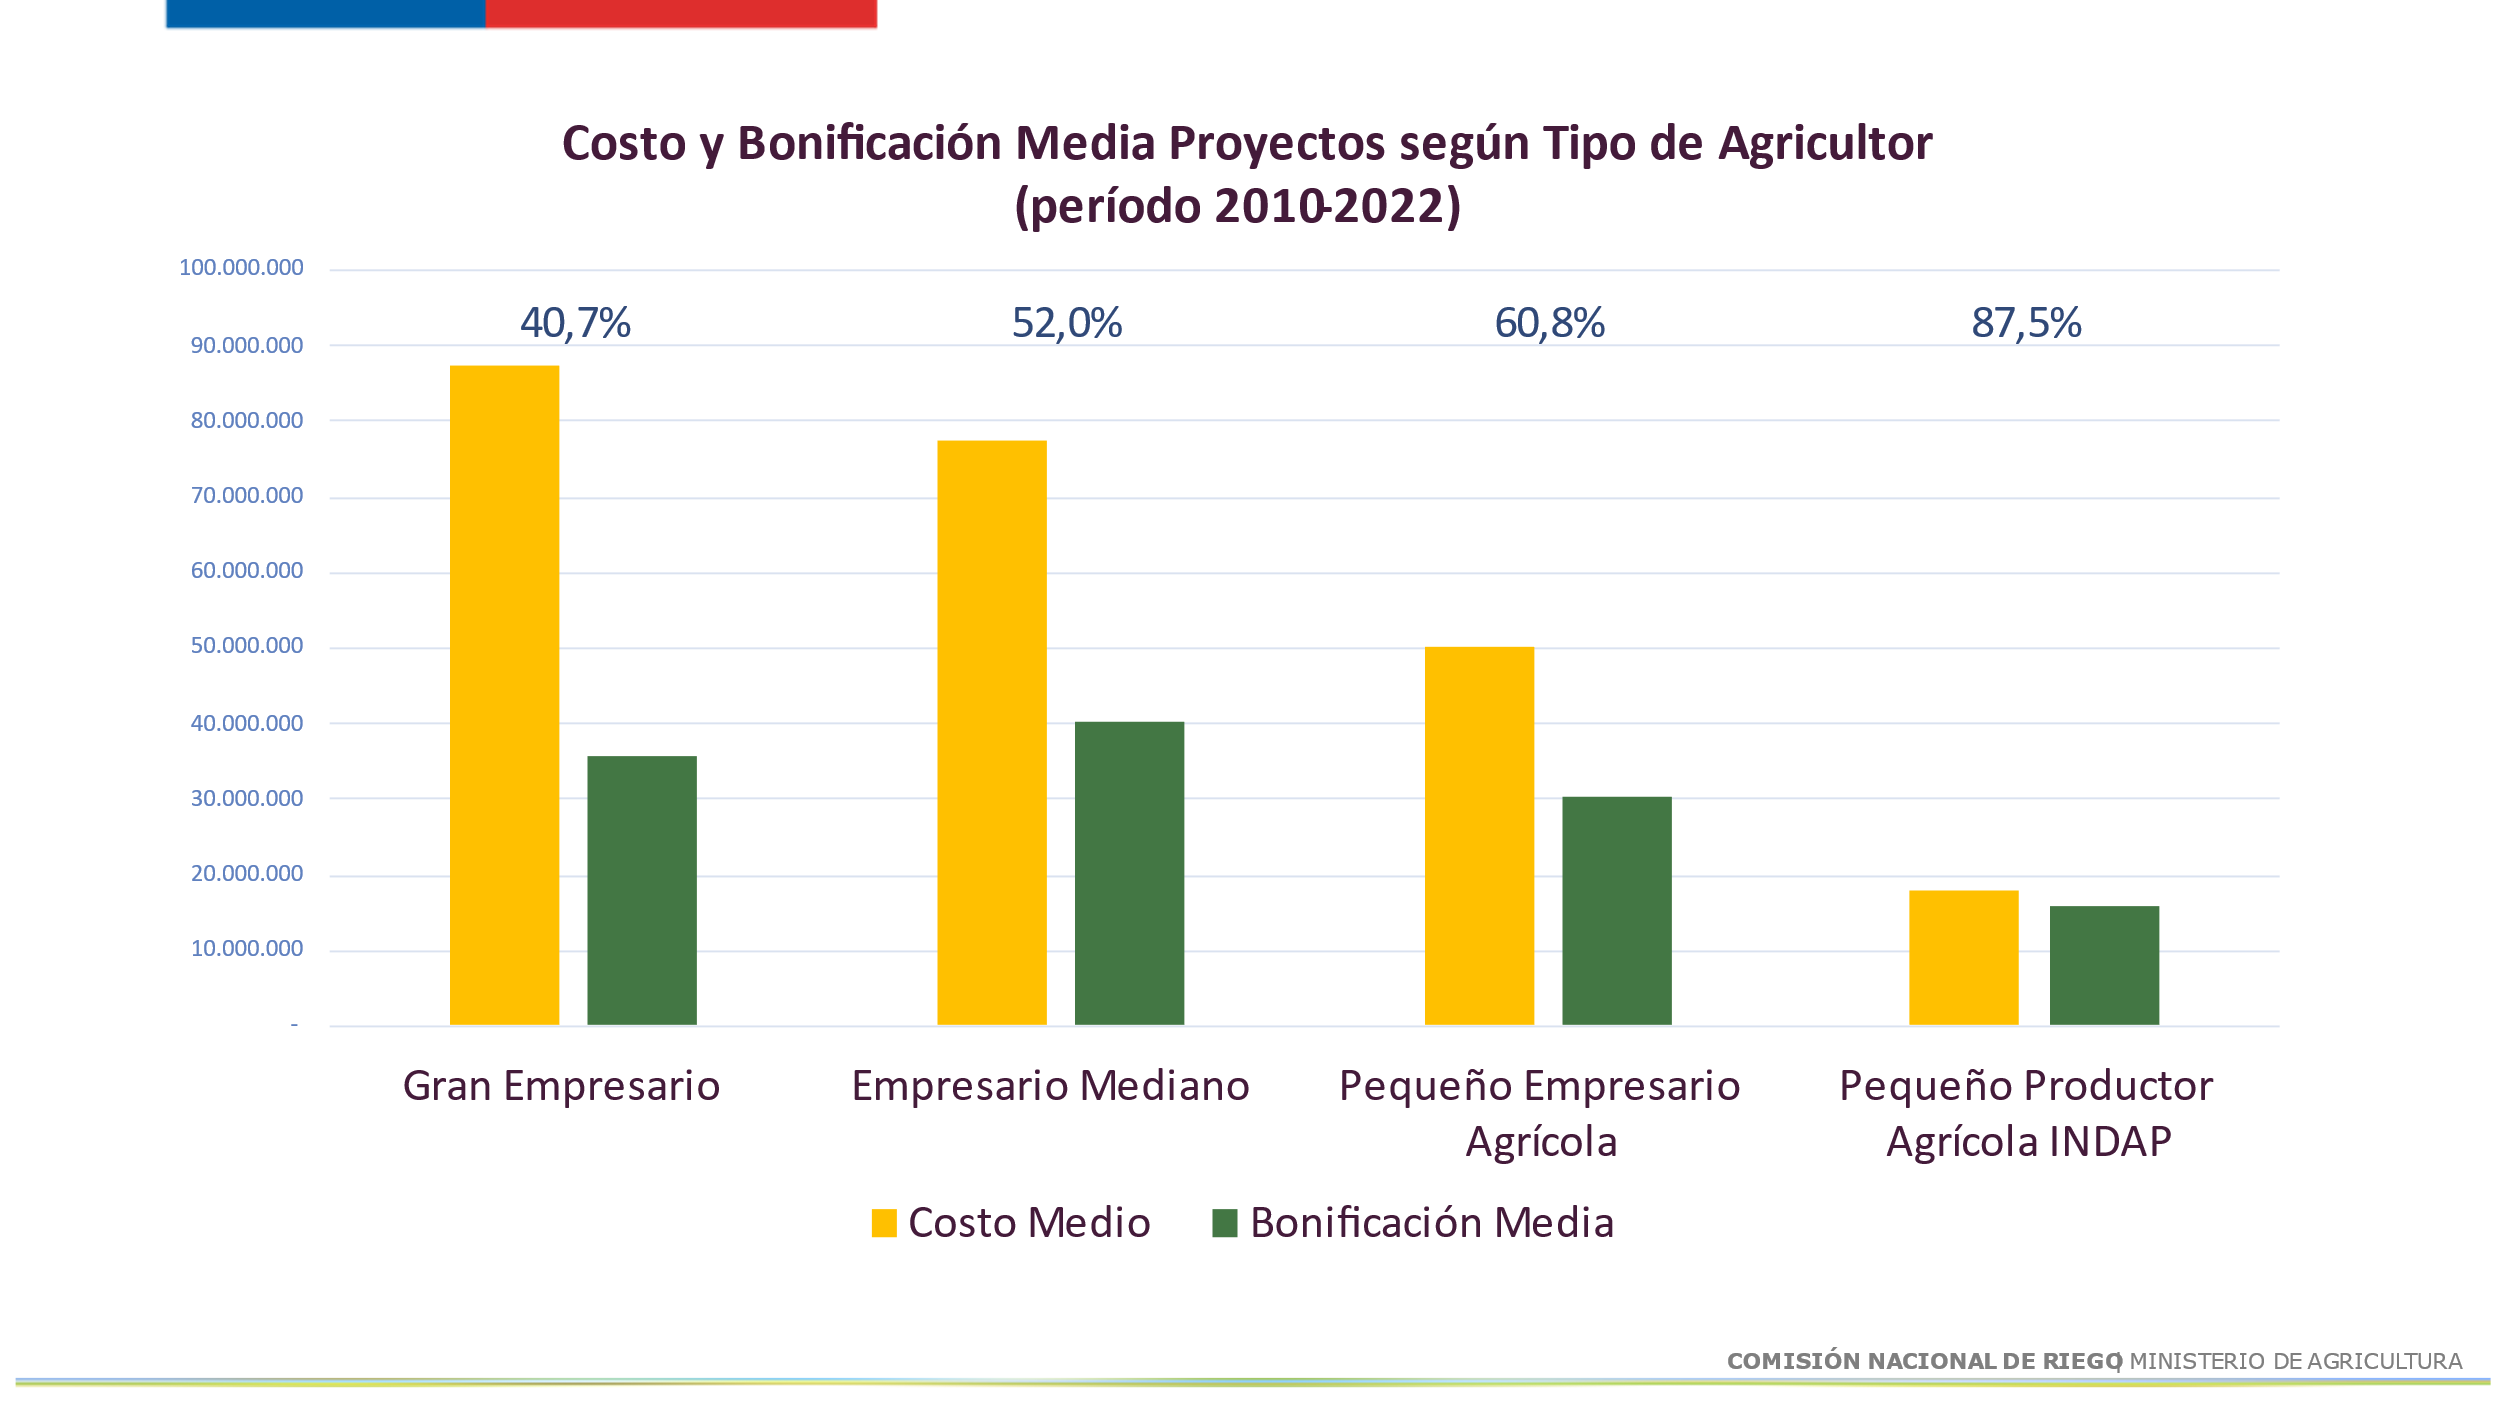 Costo y Bonificación Media Proyectos según Tipo de Agricultor
(período 2010-2022)
100.000.000
40,7% 52,0% 60,8% 87,5%
90.000.000
80.000.000
70.000.000
60.000.000
50.000.000
40.000.000
30.000.000
20.000.000
10.000.000
-
Gran Empresario Empresario Mediano Pequeño Empresario Pequeño Productor
Agrícola Agrícola INDAP
Costo Medio Bonificación Media
COMISIÓN NACIONAL DE RIEGO | MINISTERIO DE AGRICULTURA